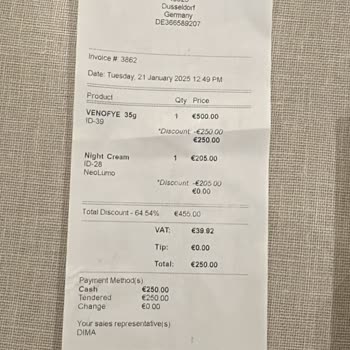 Dusseldorf
Germany
DE366589207
Invoice #: 3862
Date: Tuesday, 21 January 2025 12:49 PM
Product Qty Price
VENOFYE 35g 1 €500.00
ID-39
*Discount: -€250.00
€250.00
Night Cream 1 €205.00
ID-28
NeoLumo
*Discount: -€205.00
€0.00
Total Discount - 64.54% €455.00
VAT: €39.92
Tip: €0.00
Total: €250.00
Payment Method(s)
Cash €250.00
Tendered €250.00
Change €0.00
Your sales representative(s)
DIMA